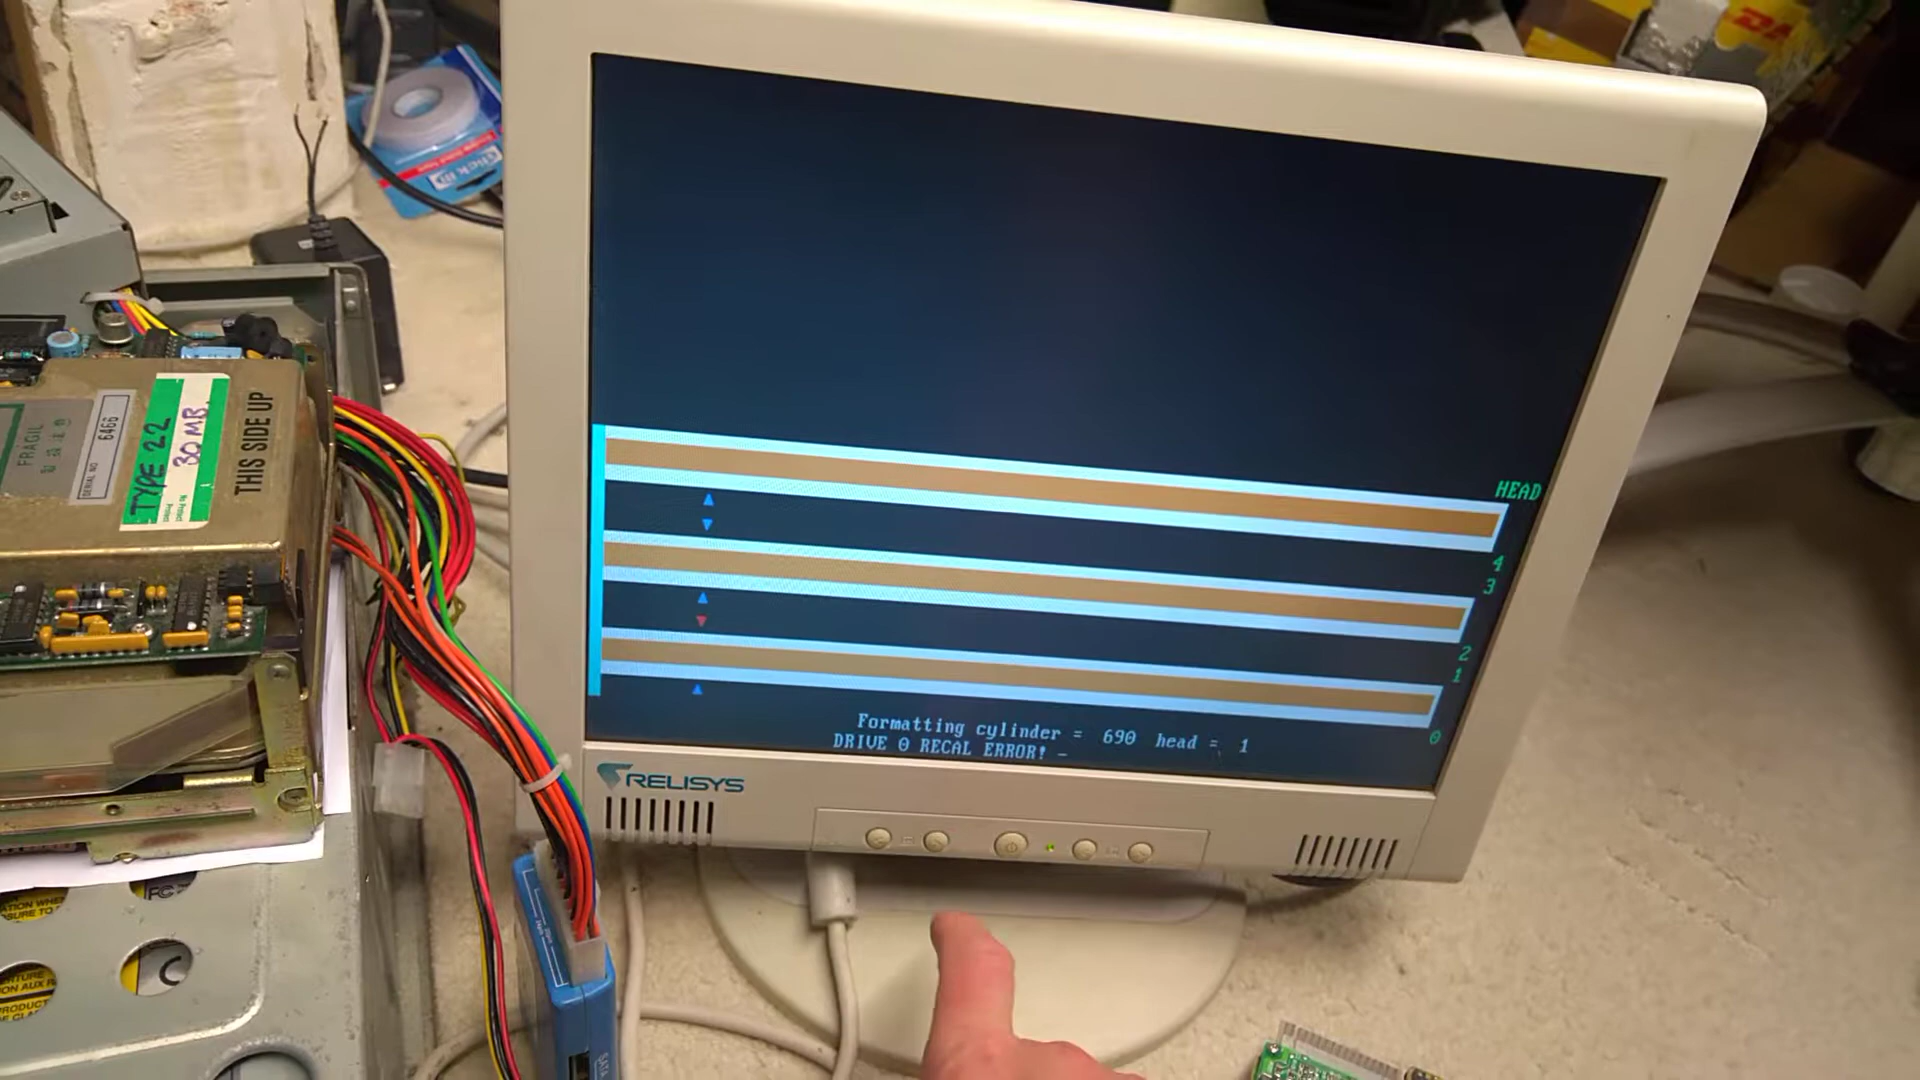 HEAD
4
3
2
1
0
Formatting cylinder = 690 head = 1
DRIVE 0 RECAL ERROR! _
RELISYS
FRAGIL
SERIAL NO
6466
TYPE 22
30 MB.
THIS SIDE UP
SATA